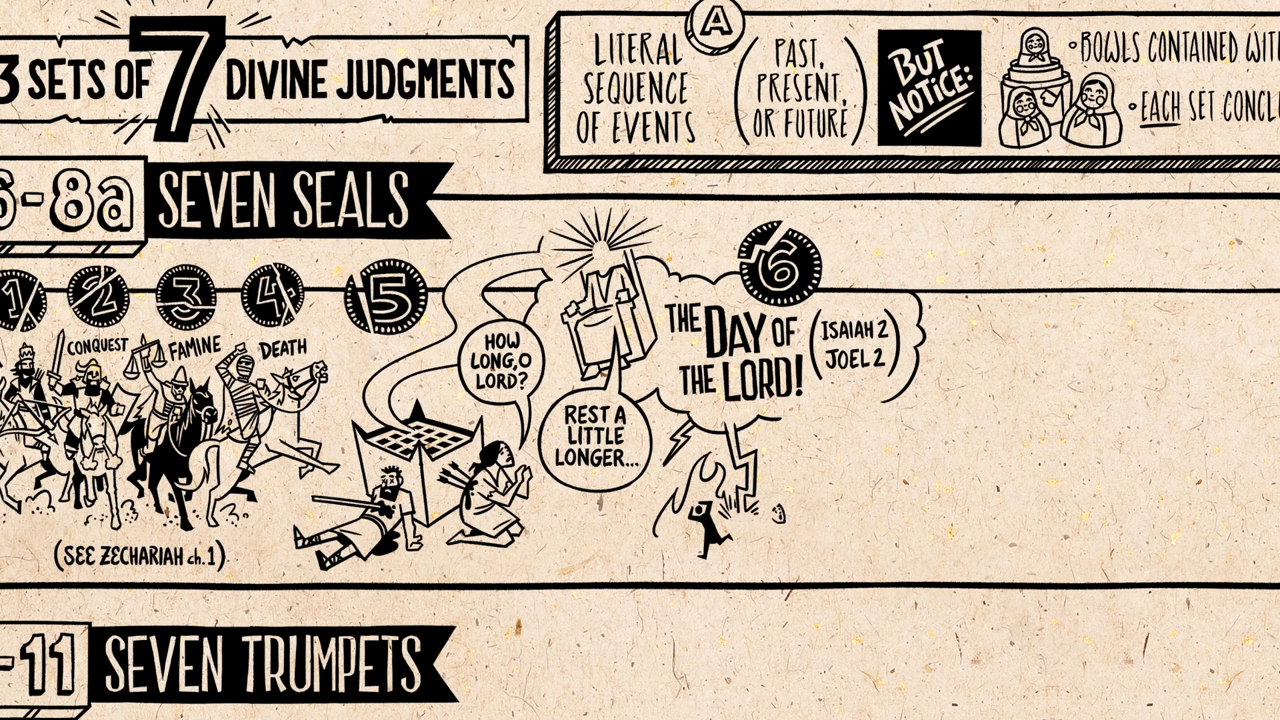 3 SETS OF 7 DIVINE JUDGMENTS
A
LITERAL
SEQUENCE
OF EVENTS
(PAST,
PRESENT,
OR FUTURE)
BUT
NOTICE:
•BOWLS CONTAINED
•EACH SET
6-8a SEVEN SEALS
1 2 3 4 5 6
CONQUEST FAMINE DEATH
HOW
LONG, O
LORD?
REST A
LITTLE
LONGER...
THE DAY OF
THE LORD!
(ISAIAH 2
JOEL 2)
(SEE ZECHARIAH ch.1)
-11 SEVEN TRUMPETS